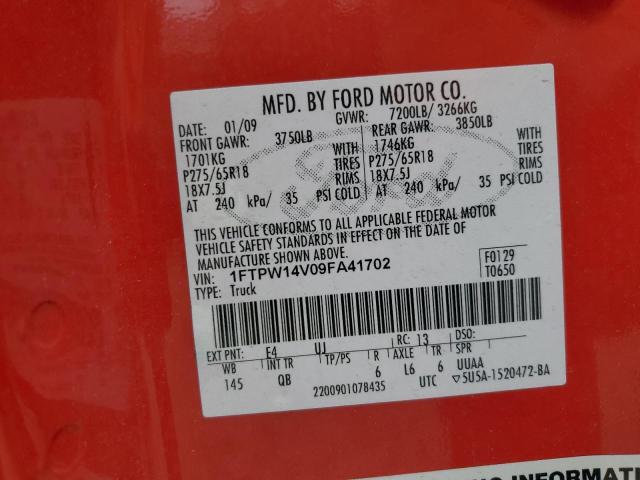 MFD. BY FORD MOTOR CO.
DATE: 01/09 GVWR: 7200LB/ 3266KG
FRONT GAWR: 3750LB REAR GAWR: 3850LB
1701KG WITH 1746KG WITH
P275/65R18 TIRES P275/65R18 TIRES
18X7.5J RIMS 18X7.5J RIMS
AT 240 kPa/ 35 PSI COLD AT 240 kPa/ 35 PSI COLD
Ford
THIS VEHICLE CONFORMS TO ALL APPLICABLE FEDERAL MOTOR
VEHICLE SAFETY STANDARDS IN EFFECT ON THE DATE OF
MANUFACTURE SHOWN ABOVE.
VIN: 1FTPW14V09FA41702 F0129
TYPE: Truck T0650
EXT PNT: E4 UJ RC: 13 DSO:
WB INT TR TP/PS R AXLE TR SPR
145 QB 6 L6 6 UUAA
2200901078435 UTC ▽5U5A-1520472-BA
INFORMATI